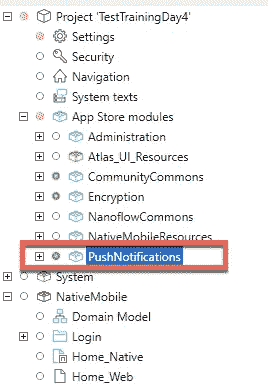 Project 'TestTrainingDay4'
Settings
Security
Navigation
System texts
App Store modules
Administration
Atlas_UI_Resources
CommunityCommons
Encryption
NanoflowCommons
NativeMobileResources
PushNotifications
System
NativeMobile
Domain Model
Login
Home_Native
Home_Web